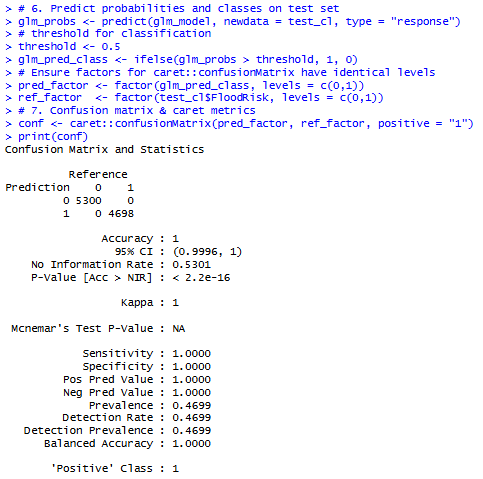 > # 6. Predict probabilities and classes on test set
> glm_probs <- predict(glm_model, newdata = test_cl, type = "response")
> # threshold for classification
> threshold <- 0.5
> glm_pred_class <- ifelse(glm_probs > threshold, 1, 0)
> # Ensure factors for caret::confusionMatrix have identical levels
> pred_factor <- factor(glm_pred_class, levels = c(0,1))
> ref_factor  <- factor(test_cl$FloodRisk, levels = c(0,1))
> # 7. Confusion matrix & caret metrics
> conf <- caret::confusionMatrix(pred_factor, ref_factor, positive = "1")
> print(conf)
Confusion Matrix and Statistics
          Reference
Prediction    0    1
         0 5300    0
         1    0 4698
               Accuracy : 1
                 95% CI : (0.9996, 1)
    No Information Rate : 0.5301
    P-Value [Acc > NIR] : < 2.2e-16
                  Kappa : 1
 Mcnemar's Test P-Value : NA
            Sensitivity : 1.0000
            Specificity : 1.0000
         Pos Pred Value : 1.0000
         Neg Pred Value : 1.0000
             Prevalence : 0.4699
         Detection Rate : 0.4699
   Detection Prevalence : 0.4699
      Balanced Accuracy : 1.0000
       'Positive' Class : 1